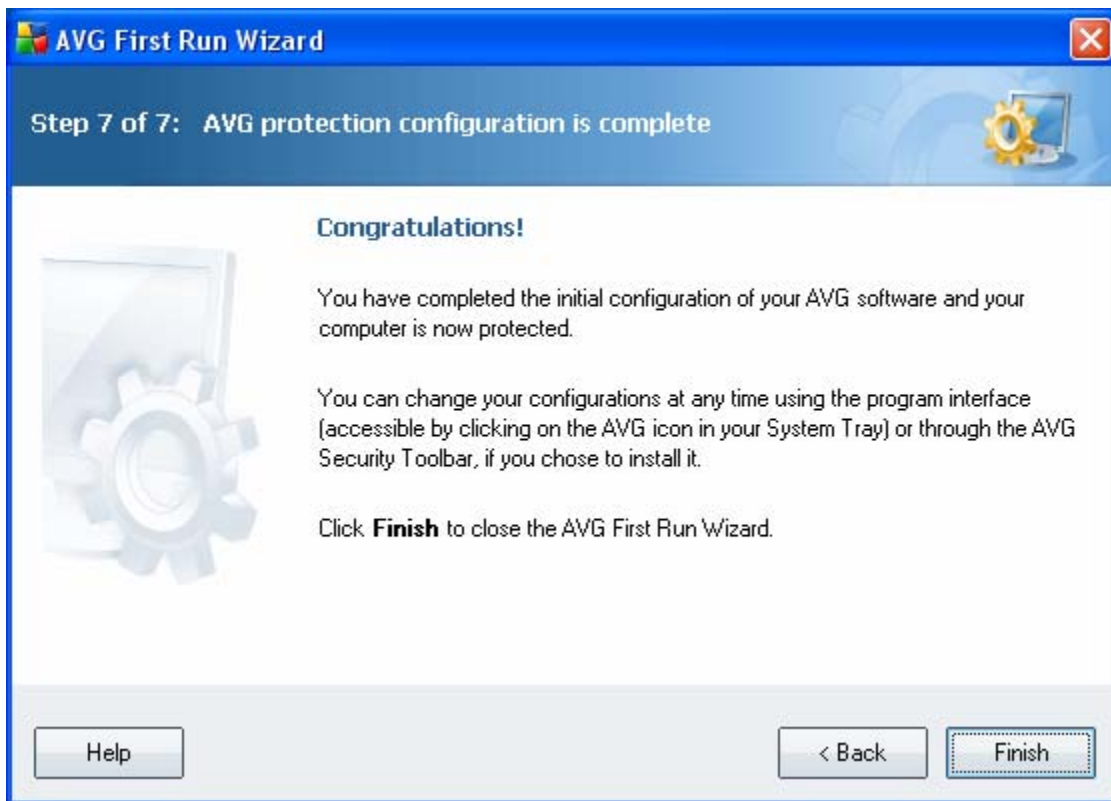 AVG First Run Wizard
Step 7 of 7: AVG protection configuration is complete
Congratulations!
You have completed the initial configuration of your AVG software and your
computer is now protected.
You can change your configurations at any time using the program interface
(accessible by clicking on the AVG icon in your System Tray) or through the AVG
Security Toolbar, if you chose to install it.
Click Finish to close the AVG First Run Wizard.
Help
< Back
Finish